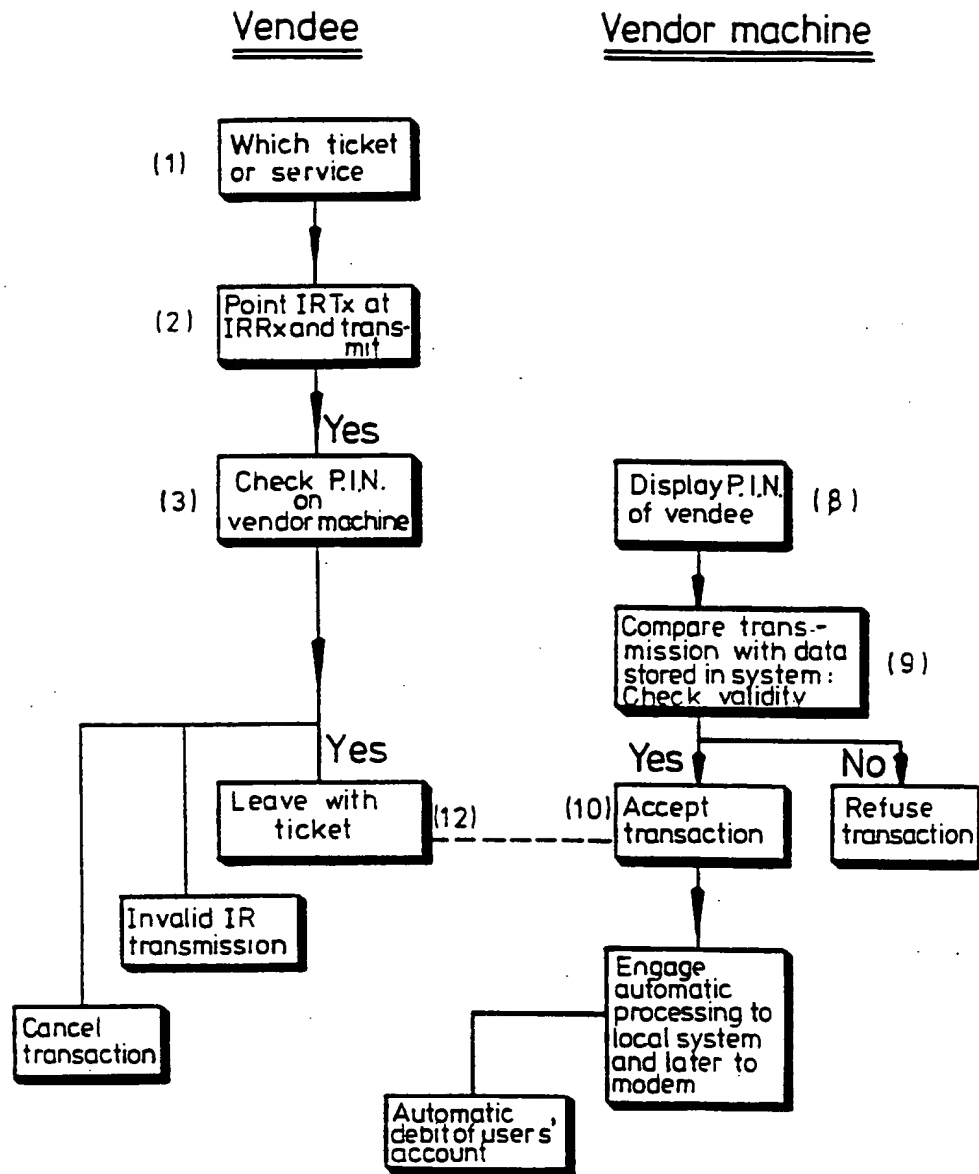 Vendee
Vendor machine
(1)
Which ticket
or service
(2)
Point IRTx at
IRRx and trans-
mit
Yes
(3)
Check P.I.N.
on
vendor machine
Display P.I.N.
of vendee
(8)
Compare trans-
mission with data
stored in system:
Check validity
(9)
Yes
Yes
No
Leave with
ticket
(12)
(10)
Accept
transaction
Refuse
transaction
Invalid IR
transmission
Engage
automatic
processing to
local system
and later to
modem
Cancel
transaction
Automatic
debit of users'
account